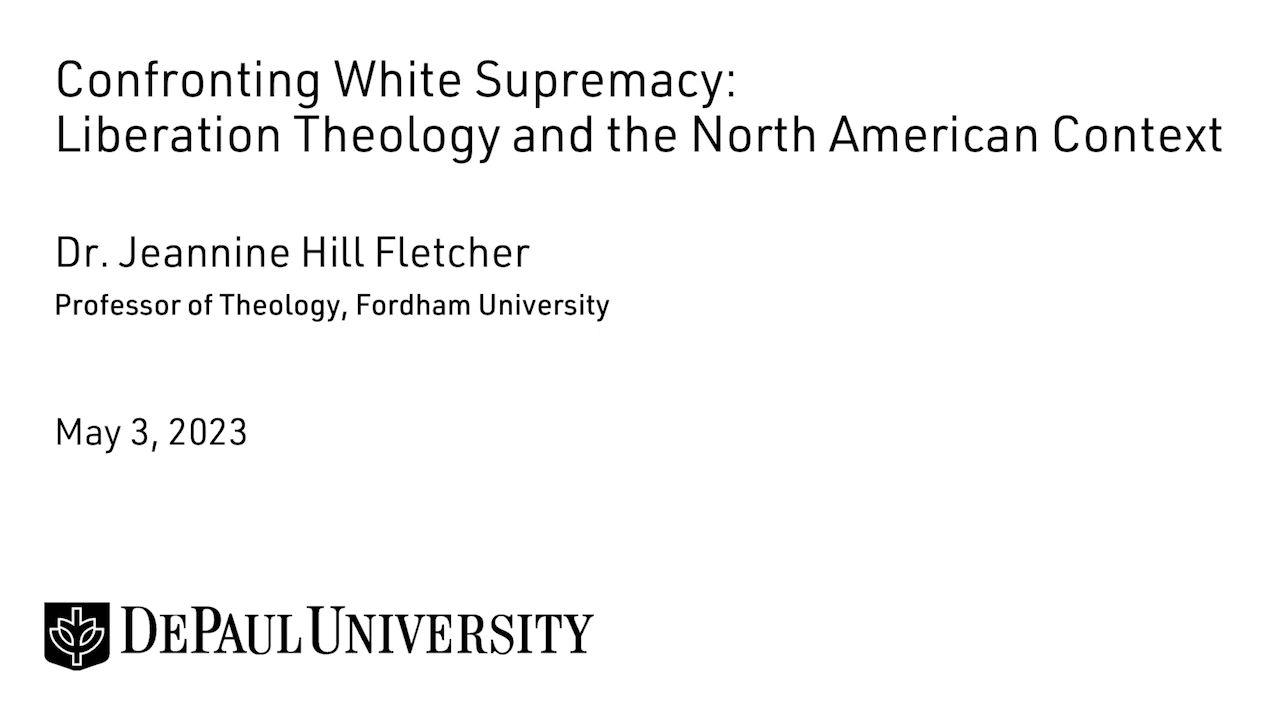 Confronting White Supremacy:
Liberation Theology and the North American Context
Dr. Jeannine Hill Fletcher
Professor of Theology, Fordham University
May 3, 2023
DEPAUL UNIVERSITY